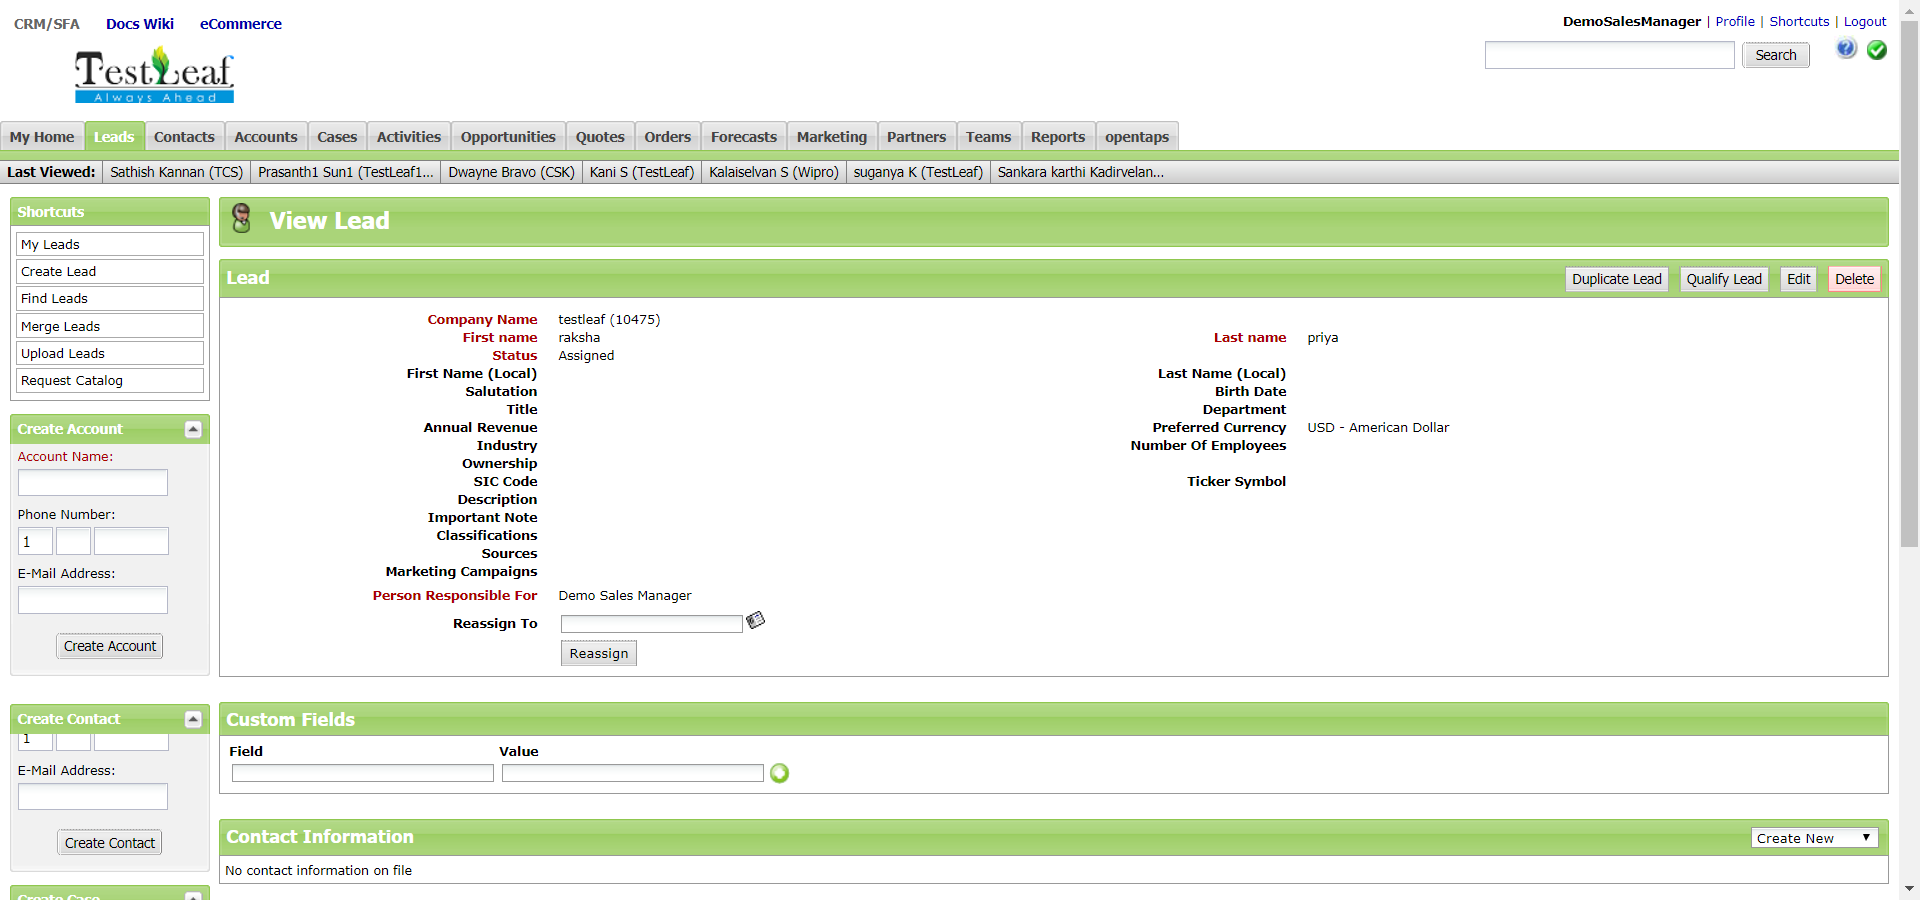 CRM/SFA Docs Wiki eCommerce
DemoSalesManager | Profile | Shortcuts | Logout
TestLeaf
Always Ahead
Search
My Home Leads Contacts Accounts Cases Activities Opportunities Quotes Orders Forecasts Marketing Partners Teams Reports opentaps
Last Viewed: Sathish Kannan (TCS) Prasanth1 Sun1 (TestLeaf1... Dwayne Bravo (CSK) Kani S (TestLeaf) Kalaiselvan S (Wipro) suganya K (TestLeaf) Sankara karthi Kadirvelan...
Shortcuts
My Leads
Create Lead
Find Leads
Merge Leads
Upload Leads
Request Catalog
Create Account
Account Name:
Phone Number:
1
E-Mail Address:
Create Account
Create Contact
1
E-Mail Address:
Create Contact
Create Case
View Lead
Lead
Duplicate Lead Qualify Lead Edit Delete
Company Name testleaf (10475)
First name raksha Last name priya
Status Assigned
First Name (Local) Last Name (Local)
Salutation Birth Date
Title Department
Annual Revenue Preferred Currency USD - American Dollar
Industry Number Of Employees
Ownership
SIC Code Ticker Symbol
Description
Important Note
Classifications
Sources
Marketing Campaigns
Person Responsible For Demo Sales Manager
Reassign To
Reassign
Custom Fields
Field Value
Contact Information
Create New
No contact information on file